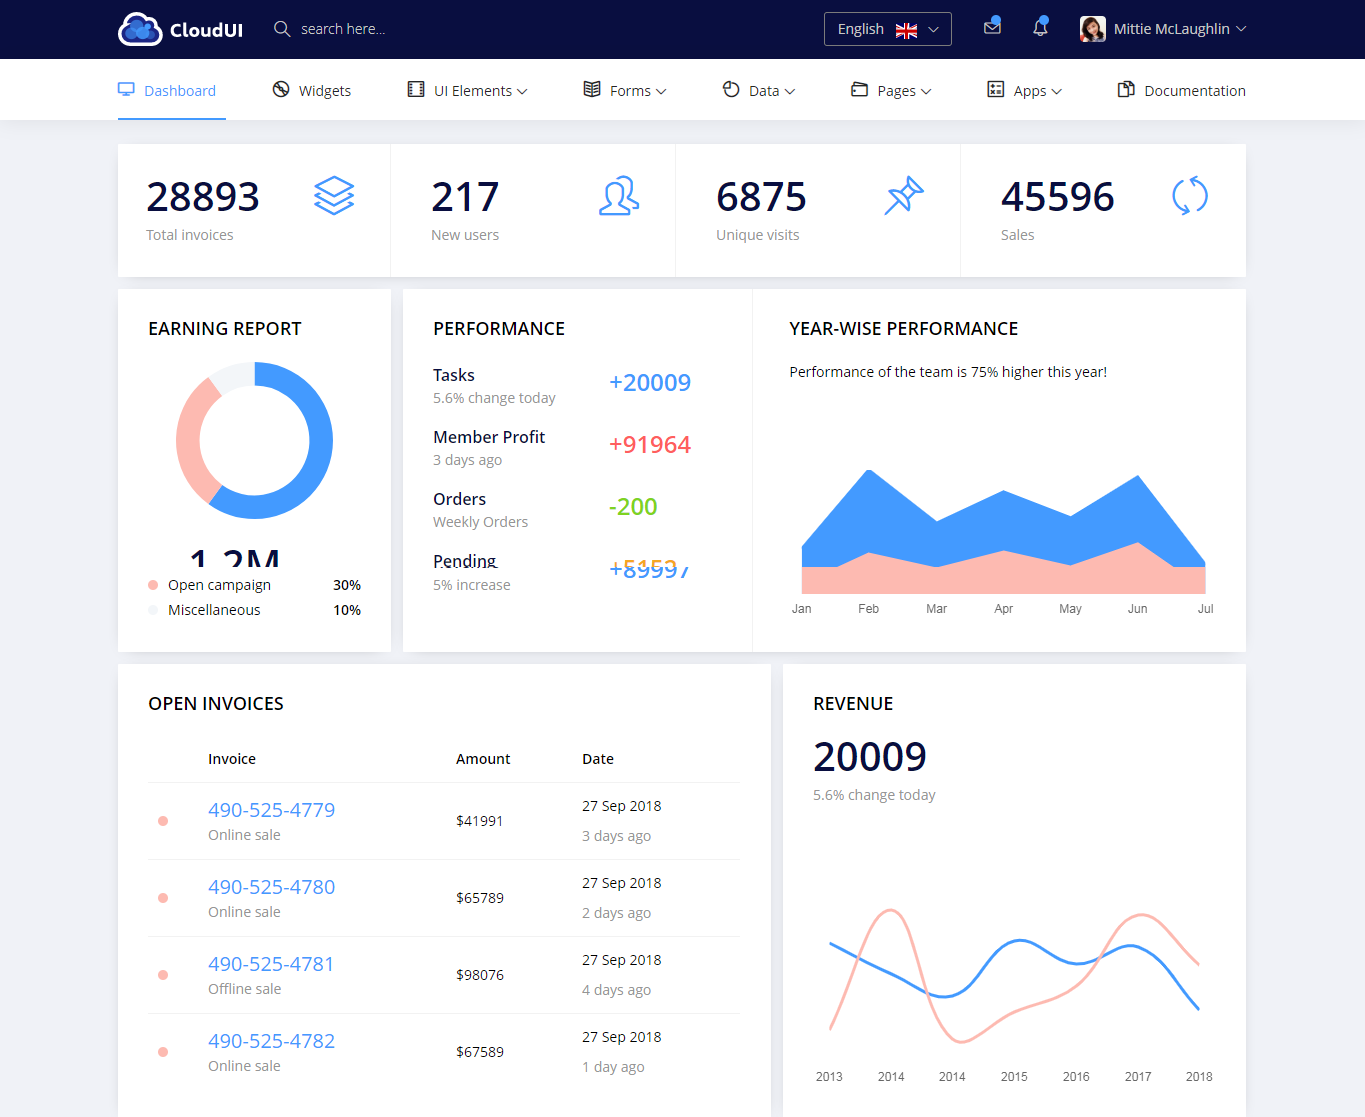 CloudUI
search here...
English
Mittie McLaughlin
Dashboard
Widgets
UI Elements
Forms
Data
Pages
Apps
Documentation
28893
Total invoices
217
New users
6875
Unique visits
45596
Sales
EARNING REPORT
1.2M
Open campaign 30%
Miscellaneous 10%
PERFORMANCE
Tasks
5.6% change today
+20009
Member Profit
3 days ago
+91964
Orders
Weekly Orders
-200
Pending
5% increase
+89997
YEAR-WISE PERFORMANCE
Performance of the team is 75% higher this year!
Jan Feb Mar Apr May Jun Jul
OPEN INVOICES
Invoice Amount Date
490-525-4779
Online sale
$41991
27 Sep 2018
3 days ago
490-525-4780
Online sale
$65789
27 Sep 2018
2 days ago
490-525-4781
Offline sale
$98076
27 Sep 2018
4 days ago
490-525-4782
Online sale
$67589
27 Sep 2018
1 day ago
REVENUE
20009
5.6% change today
2013 2014 2014 2015 2016 2017 2018